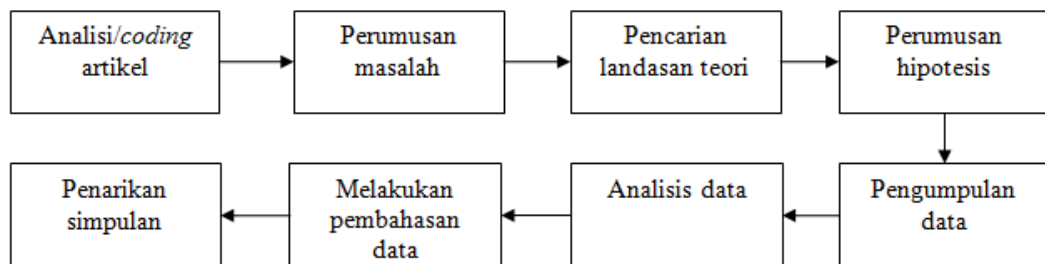 Analisi/coding
artikel
Perumusan
masalah
Pencarian
landasan teori
Perumusan
hipotesis
Pengumpulan
data
Analisis data
Melakukan
pembahasan
data
Penarikan
simpulan